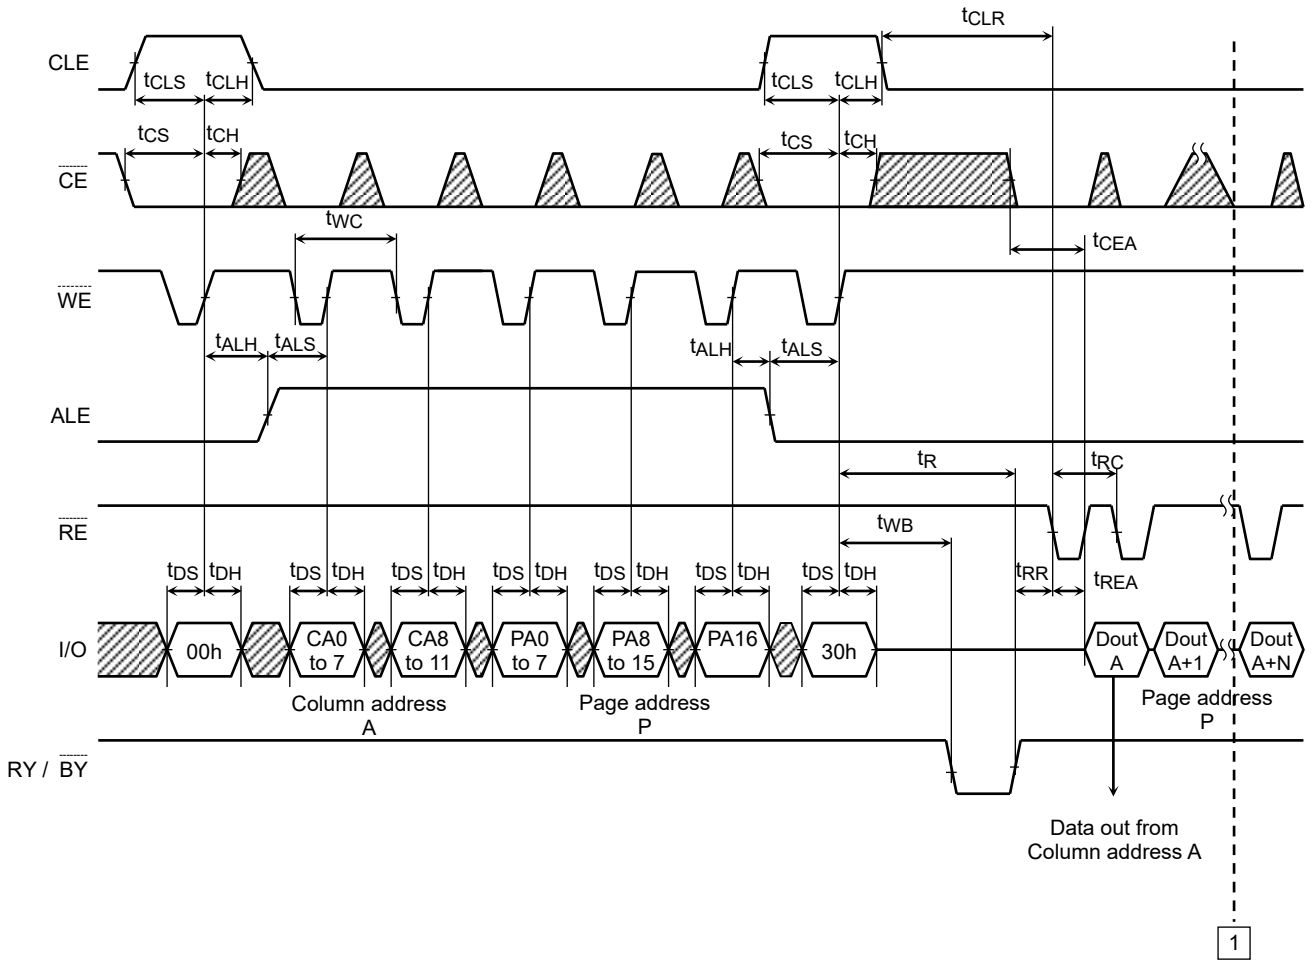 tCLR
CLE
tCLS tCLH tCLS tCLH
tCS tCH tCS tCH
CE
tWC
tCEA
WE
tALH tALS tALH tALS
ALE
tR tRC
RE
tWB
tDS tDH tDS tDH tDS tDH tDS tDH tDS tDH tDS tDH tDS tDH tRR tREA
I/O 00h CA0 to 7 CA8 to 11 PA0 to 7 PA8 to 15 PA16 30h Dout A Dout A+1 Dout A+N
Column address A
Page address P
Page address P
RY / BY
Data out from
Column address A
1